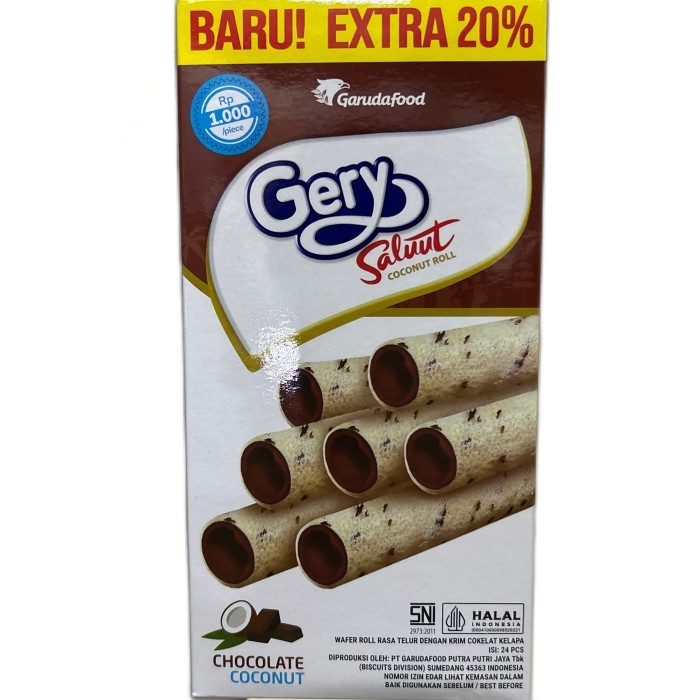 BARU! EXTRA 20%
Garudafood
Rp
1.000
/piece
Gery
Saluut
COCONUT ROLL
SNI
2973:2011
HALAL
INDONESIA
WAFER ROLL RASA TELUR DENGAN KRIM COKELAT KELAPA
ISI: 24 PCS
DIPRODUKSI OLEH: PT GARUDAFOOD PUTRA PUTRI JAYA Tbk
(BISCUITS DIVISION) SUMEDANG 45363 INDONESIA
NOMOR IZIN EDAR LIHAT KEMASAN DALAM
BAIK DIGUNAKAN SEBELUM / BEST BEFORE
CHOCOLATE
COCONUT